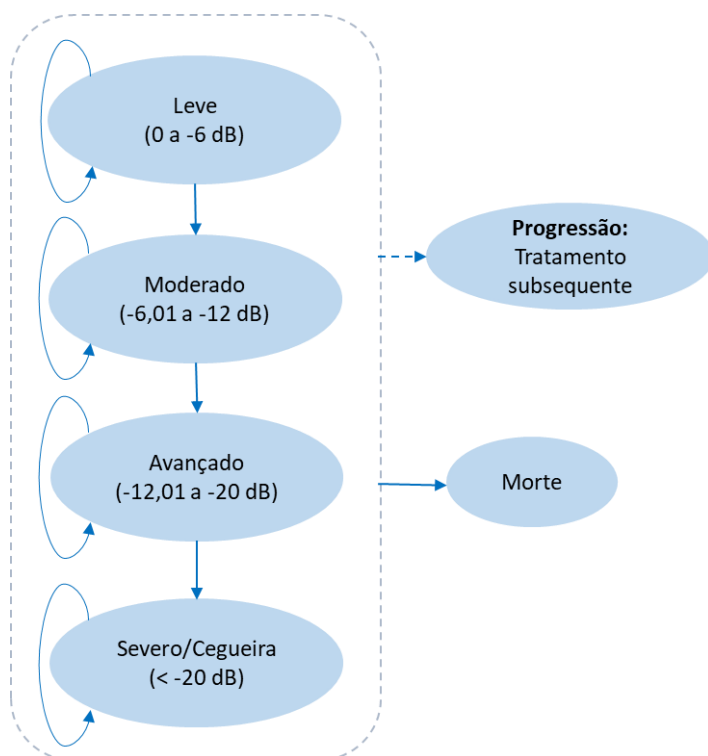 Leve
(0 a -6 dB)
Moderado
(-6,01 a -12 dB)
Avançado
(-12,01 a -20 dB)
Severo/Cegueira
(< -20 dB)
Progressão:
Tratamento
subsequente
Morte